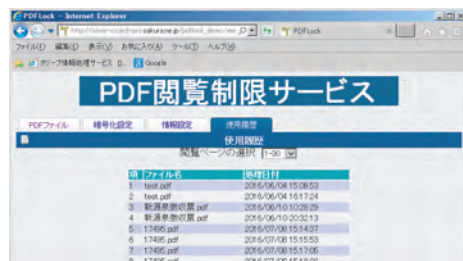 PDFLock - Internet Explorer
PDFLock
ファイル(F) 編集(E) 表示(V) お気に入り(A) ツール(T) ヘルプ(H)
Google
PDF閲覧制限サービス
PDFファイル 暗号化設定 情報設定 使用履歴
使用履歴
閲覧ページの選択 1-30
項 ファイル名 処理日付
1 test.pdf 2016/06/04 15:09:53
2 test.pdf 2016/06/04 16:17:24
3 新源泉徴収票.pdf 2016/06/10 10:28:29
4 新源泉徴収票.pdf 2016/06/10 20:32:13
5 17495.pdf 2016/07/08 15:14:37
6 17495.pdf 2016/07/08 15:15:53
7 17495.pdf 2016/07/08 15:17:06